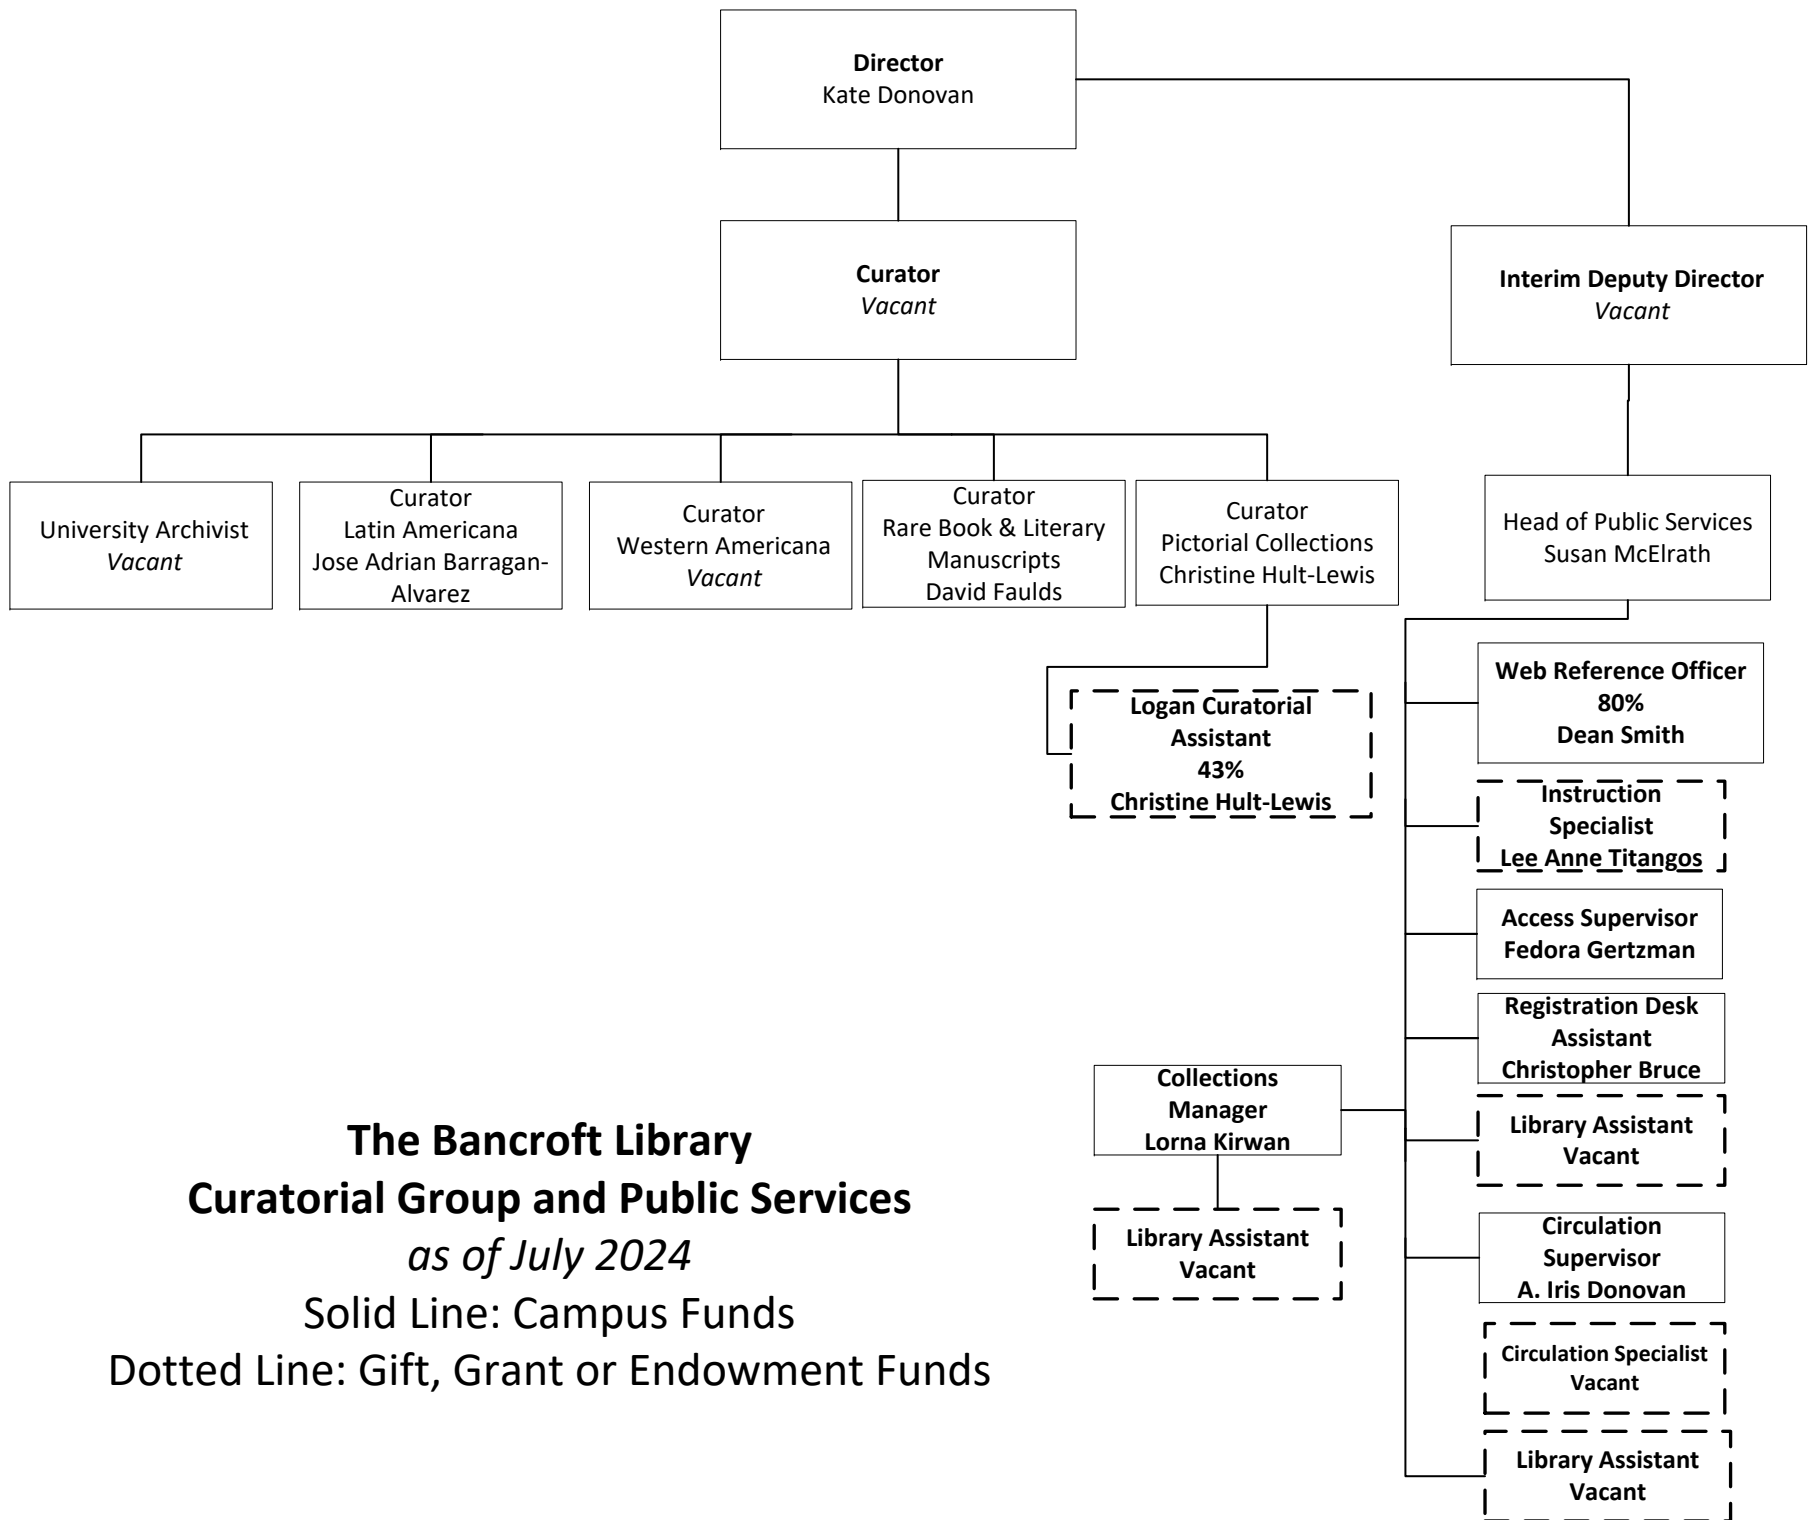 Director
Kate Donovan
Curator
Vacant
Interim Deputy Director
Vacant
University Archivist
Vacant
Curator
Latin Americana
Jose Adrian Barragan-
Alvarez
Curator
Western Americana
Vacant
Curator
Rare Book & Literary
Manuscripts
David Faulds
Curator
Pictorial Collections
Christine Hult-Lewis
Head of Public Services
Susan McElrath
Logan Curatorial
Assistant
43%
Christine Hult-Lewis
Web Reference Officer
80%
Dean Smith
Instruction
Specialist
Lee Anne Titangos
Access Supervisor
Fedora Gertzman
Registration Desk
Assistant
Christopher Bruce
Collections
Manager
Lorna Kirwan
Library Assistant
Vacant
Library Assistant
Vacant
Circulation
Supervisor
A. Iris Donovan
Circulation Specialist
Vacant
Library Assistant
Vacant
The Bancroft Library
Curatorial Group and Public Services
as of July 2024
Solid Line: Campus Funds
Dotted Line: Gift, Grant or Endowment Funds